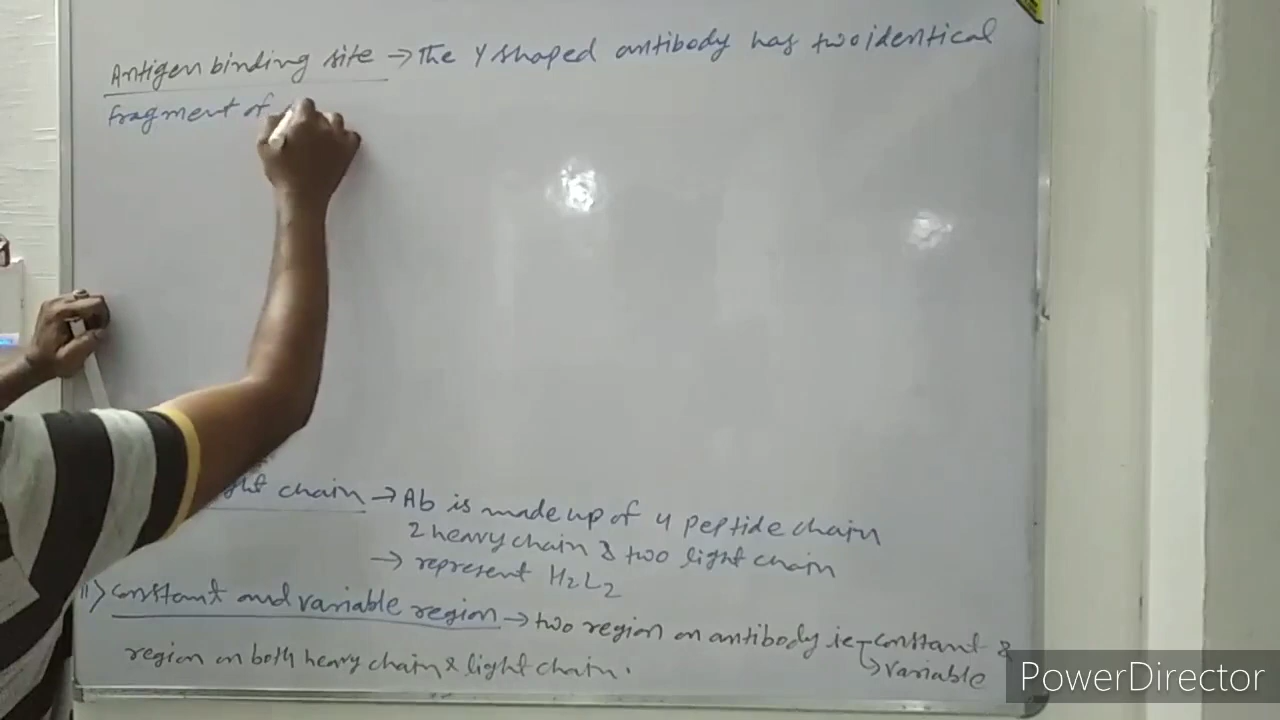 Antigen binding site → The Y shaped antibody has two identical
fragment of
chain → Ab is made up of 4 peptide chain
2 heavy chain & two light chain
→ represent H2L2
II) Constant and variable region → two region on antibody i.e → constant &
→ variable
region on both heavy chain & light chain.
PowerDirector